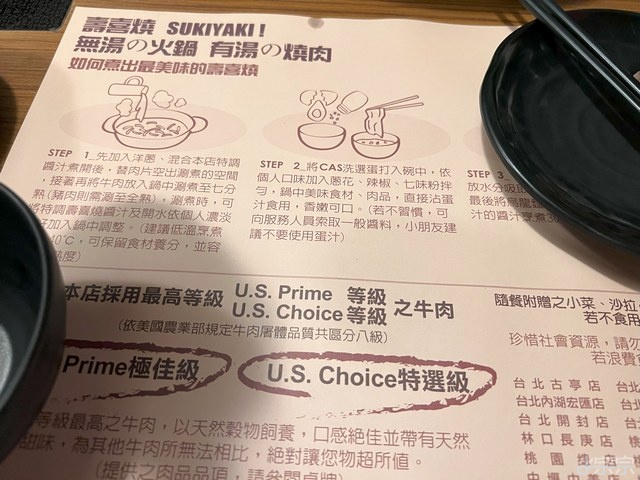 壽喜燒 SUKIYAKI！
無湯の火鍋 有湯の燒肉
如何煮出最美味的壽喜燒
STEP 1_先加入洋蔥、混合本店特調
醬汁煮開後，替肉片空出涮煮的空間
，接著再將牛肉放入鍋中涮煮至七分
熟(豬肉則需涮至全熟)，涮煮時，可
將特調壽喜燒醬汁及開水依個人濃淡
加入鍋中調整。(建議低溫烹煮
0℃，可保留食材養分，並容
熟度)
STEP 2_將CAS洗選蛋打入碗中，依
個人口味加入蔥花、辣椒、七味粉拌
勻，鍋中美味食材、肉品，直接沾蛋
汁食用，香嫩可口。(若不習慣，可
向服務人員索取一般醬料，小朋友建
議不要使用蛋汁)
STEP 3
放水分吸
最後將烏龍
汁的醬汁烹煮30
本店採用最高等級 U.S. Prime 等級
U.S. Choice 等級 之牛肉
(依美國農業部規定牛肉屠體品質共區分八級)
Prime極佳級
U.S. Choice特選級
等級最高之牛肉，以天然穀物飼養，口感絕佳並帶有天然
甜味，為其他牛肉所無法相比，絕對讓您物超所值。
(提供之肉品品項，請參閱桌牌)
隨餐附贈之小菜、沙拉
若不食用
珍惜社會資源，請勿
若浪費
台北古亭店
台北內湖宏匯店
台北開封店
林口長庚店
桃園
中壢中美店